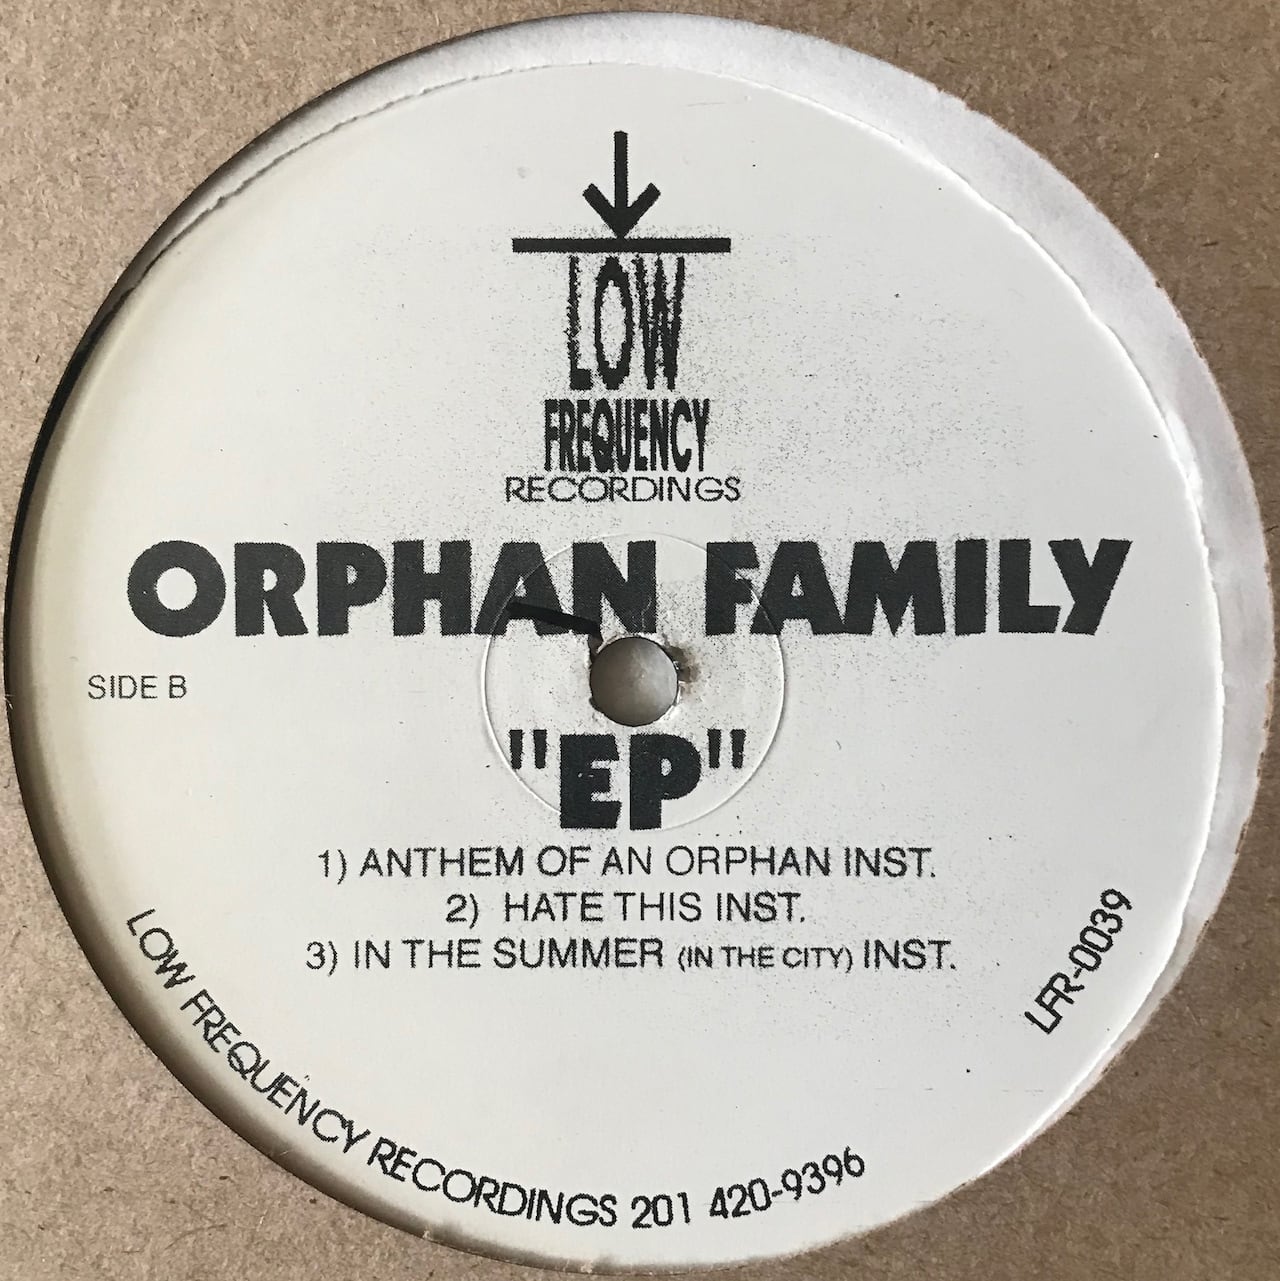 LOW
FREQUENCY
RECORDINGS
ORPHAN FAMILY
SIDE B
"EP"
1) ANTHEM OF AN ORPHAN INST.
2) HATE THIS INST.
3) IN THE SUMMER (IN THE CITY) INST.
LOW FREQUENCY RECORDINGS 201 420-9396
LFR-0039